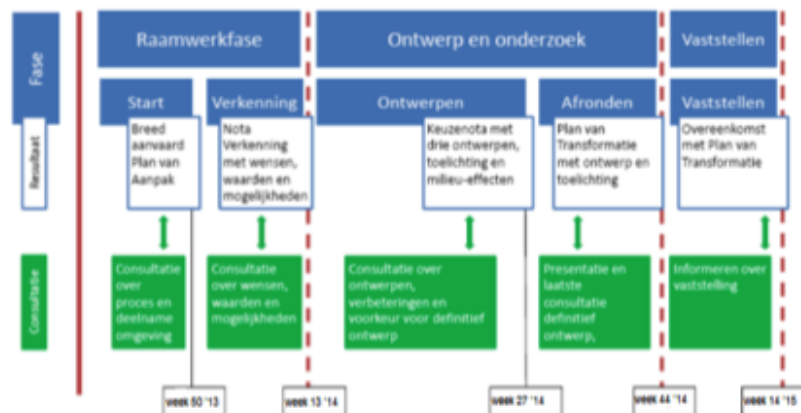 Fase
Raamwerkfase
Ontwerp en onderzoek
Vaststellen
Start
Verkenning
Ontwerpen
Afronden
Vaststellen
Resultaat
Breed
aanvaard
Plan van
Aanpak
Nota
Verkenning
met wensen,
waarden en
mogelijkheden
Keuzenota met
drie ontwerpen,
toelichting en
milieu-effecten
Plan van
Transformatie
met ontwerp en
toelichting
Overeenkomst
met Plan van
Transformatie
Consultatie
Consultatie
over
proces en
deelname
omgeving
Consultatie
over wensen,
waarden en
mogelijkheden
Consultatie over
ontwerpen,
verbeteringen en
voorkeur voor definitief
ontwerp
Presentatie en
laatste
consultatie
definitief
ontwerp,
Informeren over
vaststelling
week 50 '13
week 13 '14
week 27 '14
week 44 '14
week 14 '15